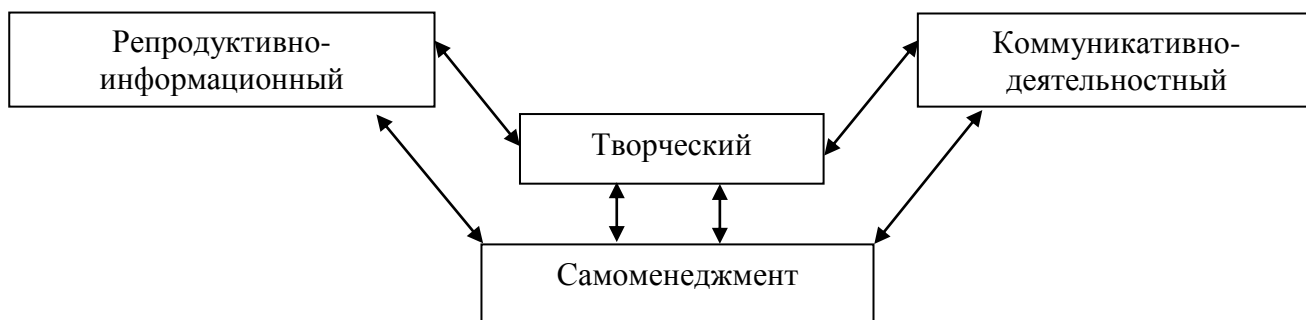 Репродуктивно-
информационный
Коммуникативно-
деятельностный
Творческий
Самоменеджмент